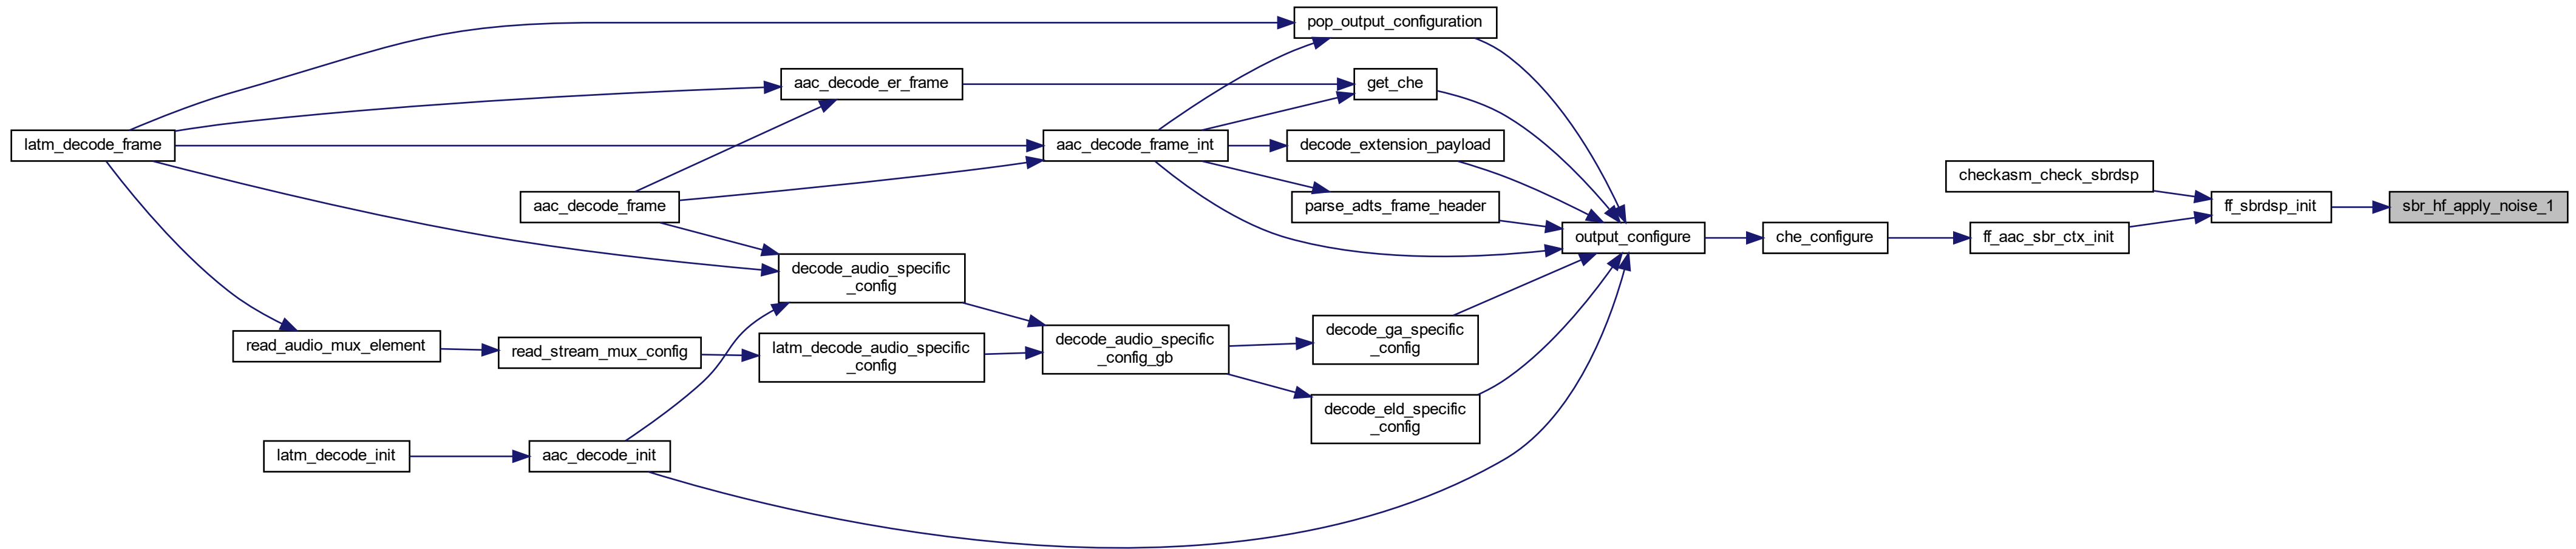 pop_output_configuration
aac_decode_er_frame
get_che
latm_decode_frame
aac_decode_frame_int
decode_extension_payload
checkasm_check_sbrdsp
aac_decode_frame
parse_adts_frame_header
ff_sbrdsp_init
sbr_hf_apply_noise_1
output_configure
che_configure
ff_aac_sbr_ctx_init
decode_audio_specific
_config
read_audio_mux_element
read_stream_mux_config
latm_decode_audio_specific
_config
decode_audio_specific
_config_gb
decode_ga_specific
_config
decode_eld_specific
_config
latm_decode_init
aac_decode_init